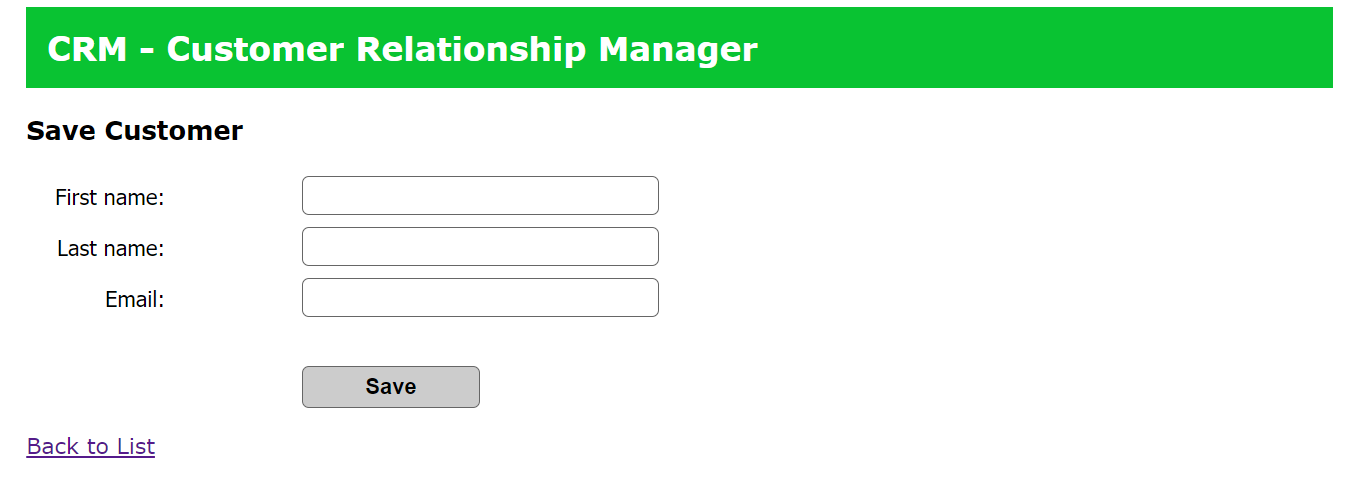 CRM - Customer Relationship Manager
Save Customer
First name:
Last name:
Email:
Save
Back to List